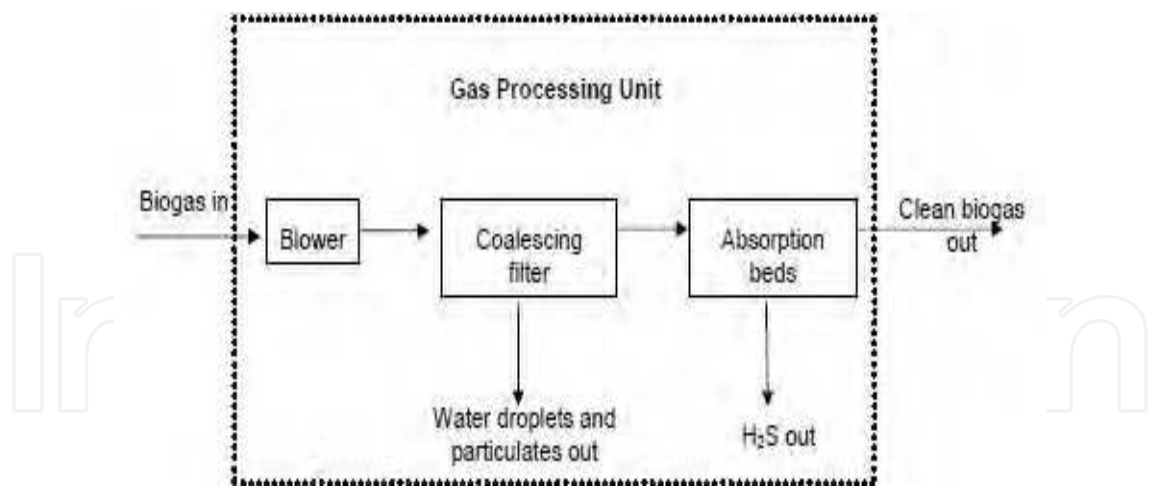 Gas Processing Unit
Biogas in
Blower
Coalescing
filter
Absorption
beds
Clean biogas
out
Water droplets and
particulates out
H₂S out